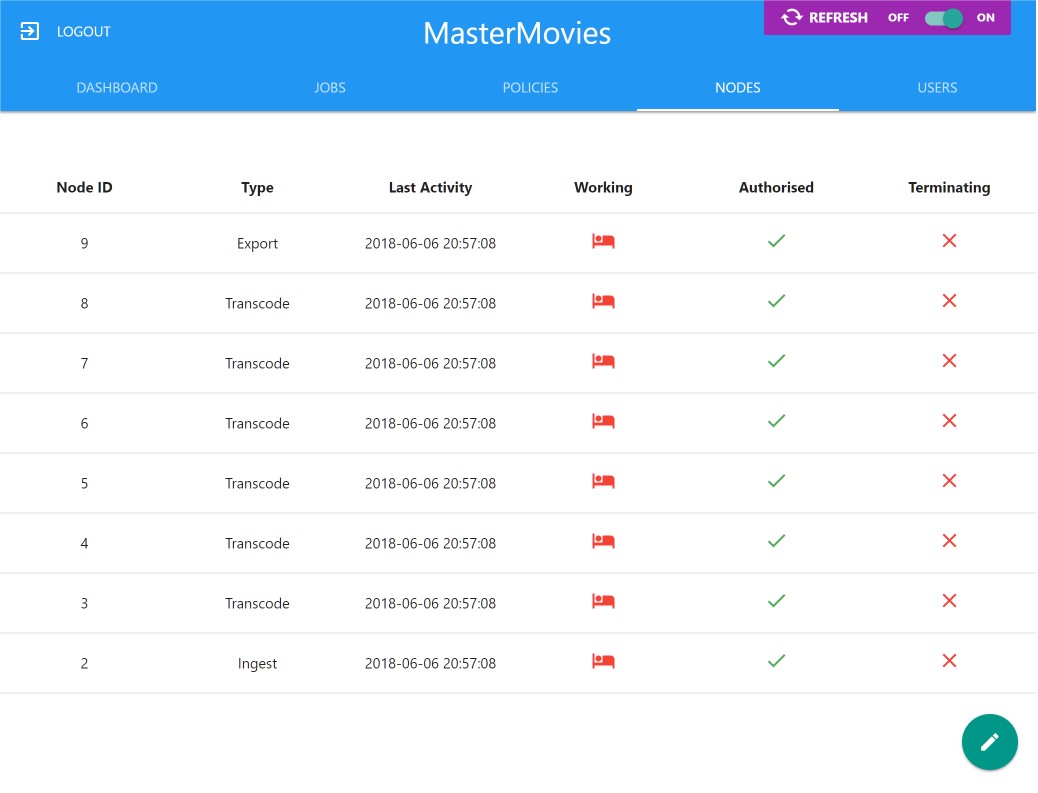 LOGOUT
MasterMovies
REFRESH OFF ON
DASHBOARD JOBS POLICIES NODES USERS
Node ID Type Last Activity Working Authorised Terminating
9 Export 2018-06-06 20:57:08
8 Transcode 2018-06-06 20:57:08
7 Transcode 2018-06-06 20:57:08
6 Transcode 2018-06-06 20:57:08
5 Transcode 2018-06-06 20:57:08
4 Transcode 2018-06-06 20:57:08
3 Transcode 2018-06-06 20:57:08
2 Ingest 2018-06-06 20:57:08